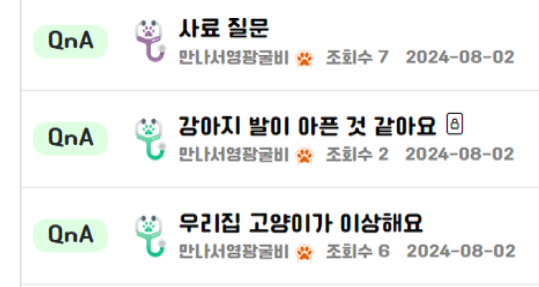 QnA
사료 질문
만나서영광굴비 조회수 7 2024-08-02
QnA
강아지 발이 아픈 것 같아요
만나서영광굴비 조회수 2 2024-08-02
QnA
우리집 고양이가 이상해요
만나서영광굴비 조회수 6 2024-08-02